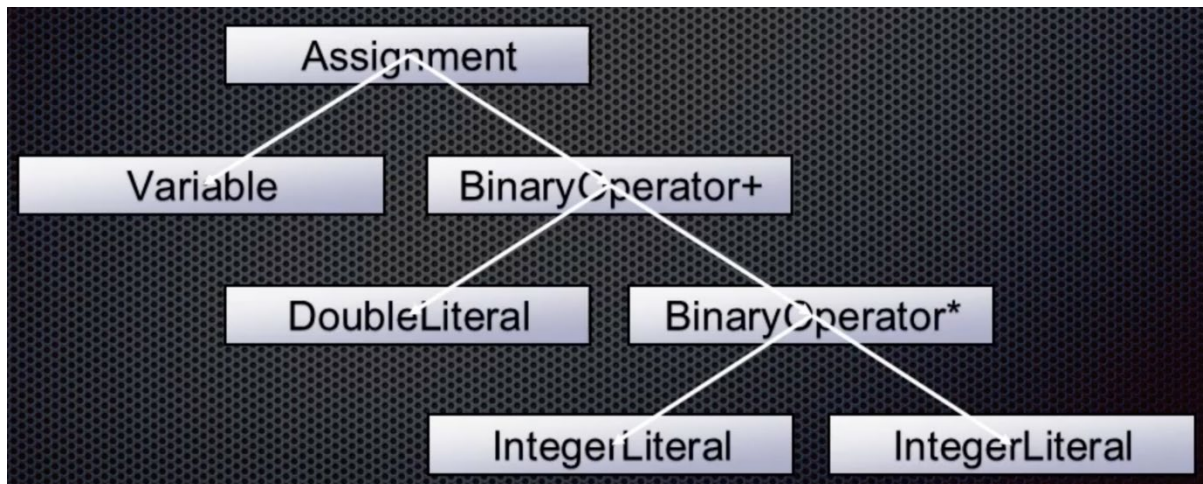 Assignment
Variable
BinaryOperator+
DoubleLiteral
BinaryOperator*
IntegerLiteral
IntegerLiteral